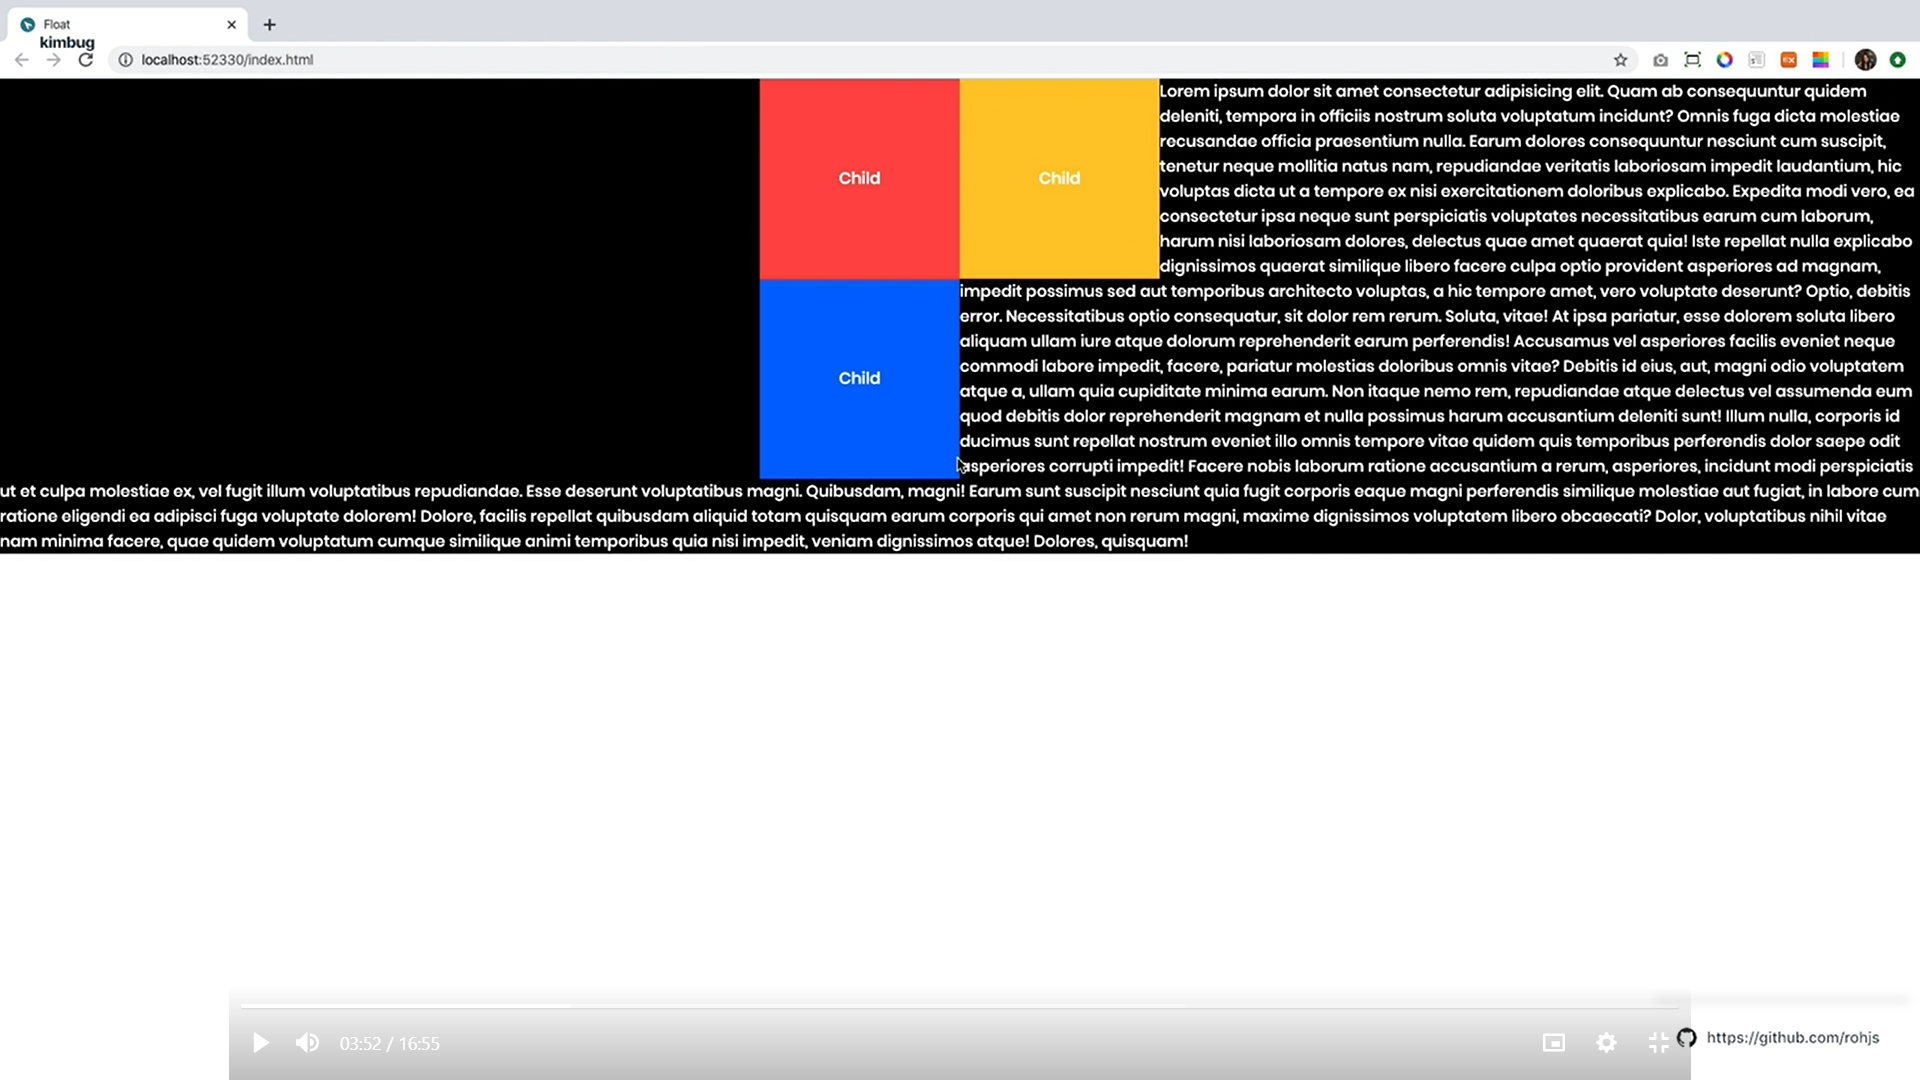 Float
kimbug
localhost:52330/index.html
Lorem ipsum dolor sit amet consectetur adipisicing elit. Quam ab consequuntur quidem
deleniti, tempora in officiis nostrum soluta voluptatum incidunt? Omnis fuga dicta molestiae
recusandae officia praesentium nulla. Earum dolores consequuntur nesciunt cum suscipit,
tenetur neque mollitia natus nam, repudiandae veritatis laboriosam impedit laudantium, hic
Child
Child
voluptas dicta ut a tempore ex nisi exercitationem doloribus explicabo. Expedita modi vero, ea
consectetur ipsa neque sunt perspiciatis voluptates necessitatibus earum cum laborum,
harum nisi laboriosam dolores, delectus quae amet quaerat quia! Iste repellat nulla explicabo
dignissimos quaerat similique libero facere culpa optio provident asperiores ad magnam,
impedit possimus sed aut temporibus architecto voluptas, a hic tempore amet, vero voluptate deserunt? Optio, debitis
error. Necessitatibus optio consequatur, sit dolor rem rerum. Soluta, vitae! At ipsa pariatur, esse dolorem soluta libero
aliquam ullam iure atque dolorum reprehenderit earum perferendis! Accusamus vel asperiores facilis eveniet neque
commodi labore impedit, facere, pariatur molestias doloribus omnis vitae? Debitis id eius, aut, magni odio voluptatem
Child
atque a, ullam quia cupiditate minima earum. Non itaque nemo rem, repudiandae atque delectus vel assumenda eum
quod debitis dolor reprehenderit magnam et nulla possimus harum accusantium deleniti sunt! Illum nulla, corporis id
ducimus sunt repellat nostrum eveniet illo omnis tempore vitae quidem quis temporibus perferendis dolor saepe odit
asperiores corrupti impedit! Facere nobis laborum ratione accusantium a rerum, asperiores, incidunt modi perspiciatis
ut et culpa molestiae ex, vel fugit illum voluptatibus repudiandae. Esse deserunt voluptatibus magni. Quibusdam, magni! Earum sunt suscipit nesciunt quia fugit corporis eaque magni perferendis similique molestiae aut fugiat, in labore cum
ratione eligendi ea adipisci fuga voluptate dolorem! Dolore, facilis repellat quibusdam aliquid totam quisquam earum corporis qui amet non rerum magni, maxime dignissimos voluptatem libero obcaecati? Dolor, voluptatibus nihil vitae
nam minima facere, quae quidem voluptatum cumque similique animi temporibus quia nisi impedit, veniam dignissimos atque! Dolores, quisquam!
03:52 / 16:55
https://github.com/rohjs